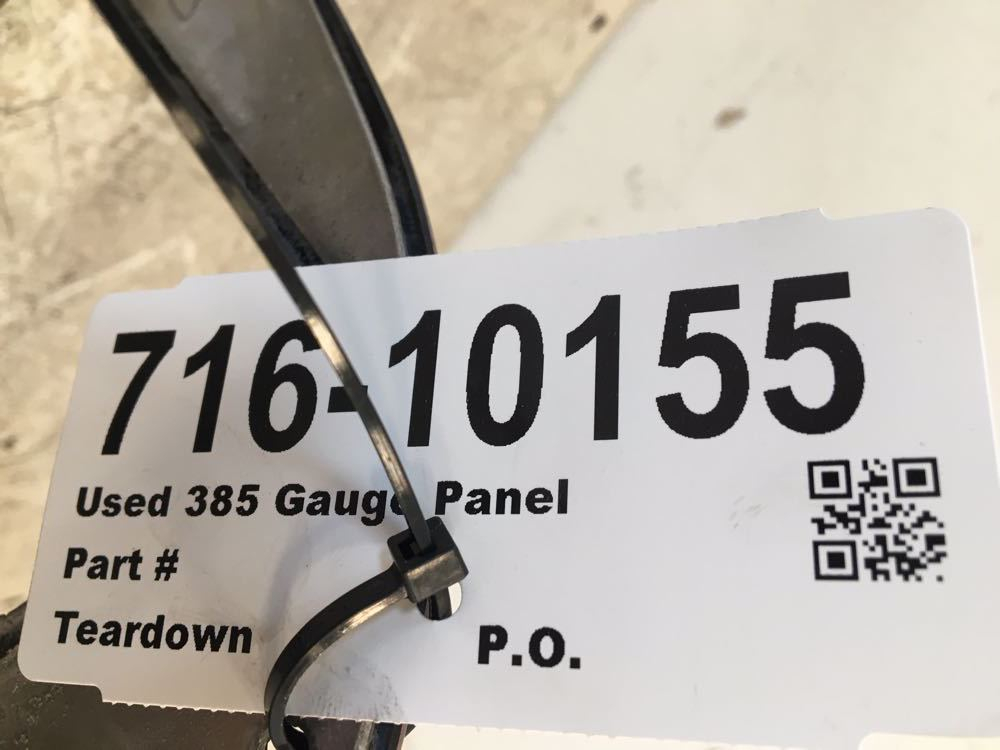 716-10155
Used 385 Gauge Panel
Part #
Teardown
P.O.